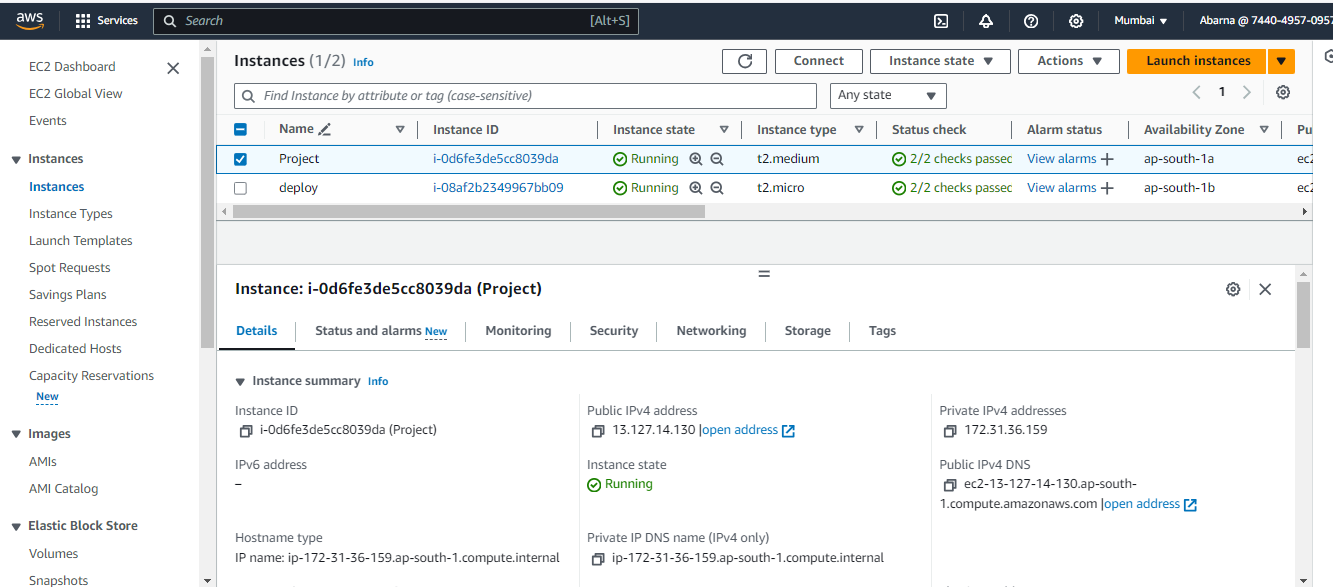 aws Services Search [Alt+S] Mumbai Abarna @ 7440-4957-0957
EC2 Dashboard
EC2 Global View
Events
Instances
Instances
Instance Types
Launch Templates
Spot Requests
Savings Plans
Reserved Instances
Dedicated Hosts
Capacity Reservations
New
Images
AMIs
AMI Catalog
Elastic Block Store
Volumes
Snapshots
Instances (1/2) Info Connect Instance state Actions Launch instances
Find Instance by attribute or tag (case-sensitive) Any state 1
Name Instance ID Instance state Instance type Status check Alarm status Availability Zone Pu
Project i-0d6fe3de5cc8039da Running t2.medium 2/2 checks passec View alarms + ap-south-1a ec2
deploy i-08af2b2349967bb09 Running t2.micro 2/2 checks passec View alarms + ap-south-1b ec2
Instance: i-0d6fe3de5cc8039da (Project)
Details Status and alarms New Monitoring Security Networking Storage Tags
Instance summary Info
Instance ID
i-0d6fe3de5cc8039da (Project)
Public IPv4 address
13.127.14.130 |open address
Private IPv4 addresses
172.31.36.159
IPv6 address
–
Instance state
Running
Public IPv4 DNS
ec2-13-127-14-130.ap-south-
1.compute.amazonaws.com |open address
Hostname type
IP name: ip-172-31-36-159.ap-south-1.compute.internal
Private IP DNS name (IPv4 only)
ip-172-31-36-159.ap-south-1.compute.internal